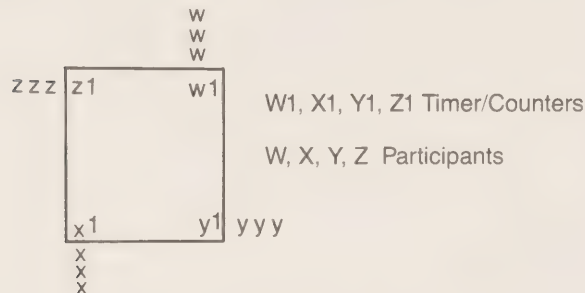 w
w
w
z z z z1 w1
W1, X1, Y1, Z1 Timer/Counters
W, X, Y, Z Participants
x1 y1 y y y
x
x
x